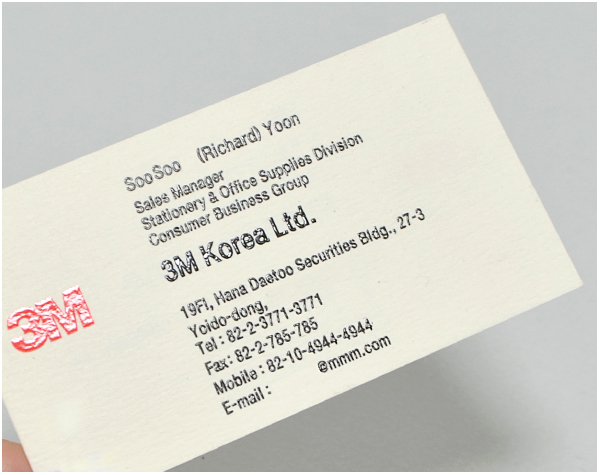 SooSoo (Richard) Yoon
Sales Manager
Stationery & Office Supplies Division
Consumer Business Group
3M Korea Ltd.
19Fl, Hana Daetoo Securities Bldg., 27-3
Yoido-dong,
Tel : 82-2-3771-3771
Fax: 82-2-785-785
Mobile : 82-10-4944-4944
E-mail : @mmm.com
3M